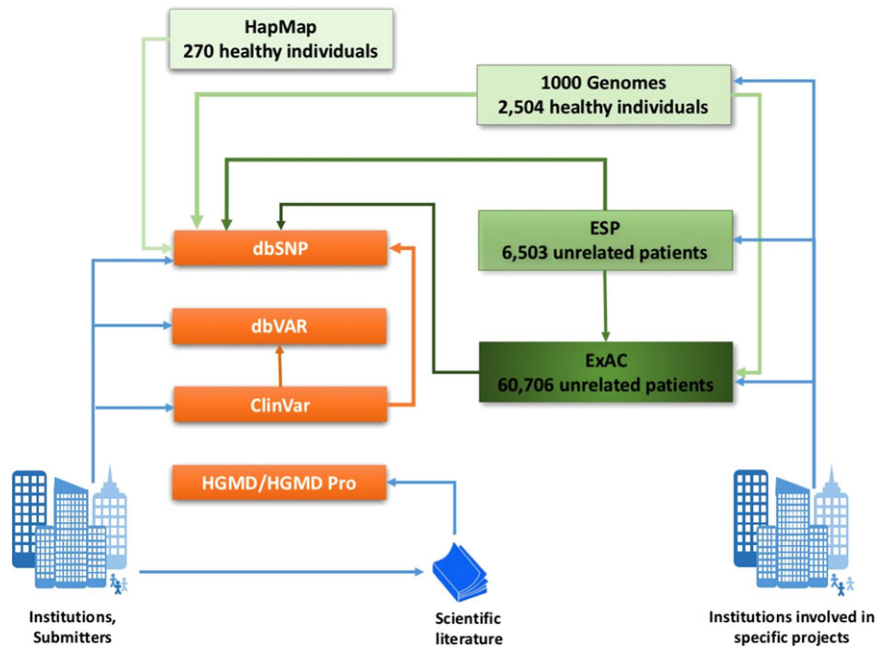 HapMap
270 healthy individuals
1000 Genomes
2,504 healthy individuals
ESP
6,503 unrelated patients
dbSNP
dbVAR
ExAC
60,706 unrelated patients
ClinVar
HGMD/HGMD Pro
Institutions,
Submitters
Scientific
literature
Institutions involved in
specific projects